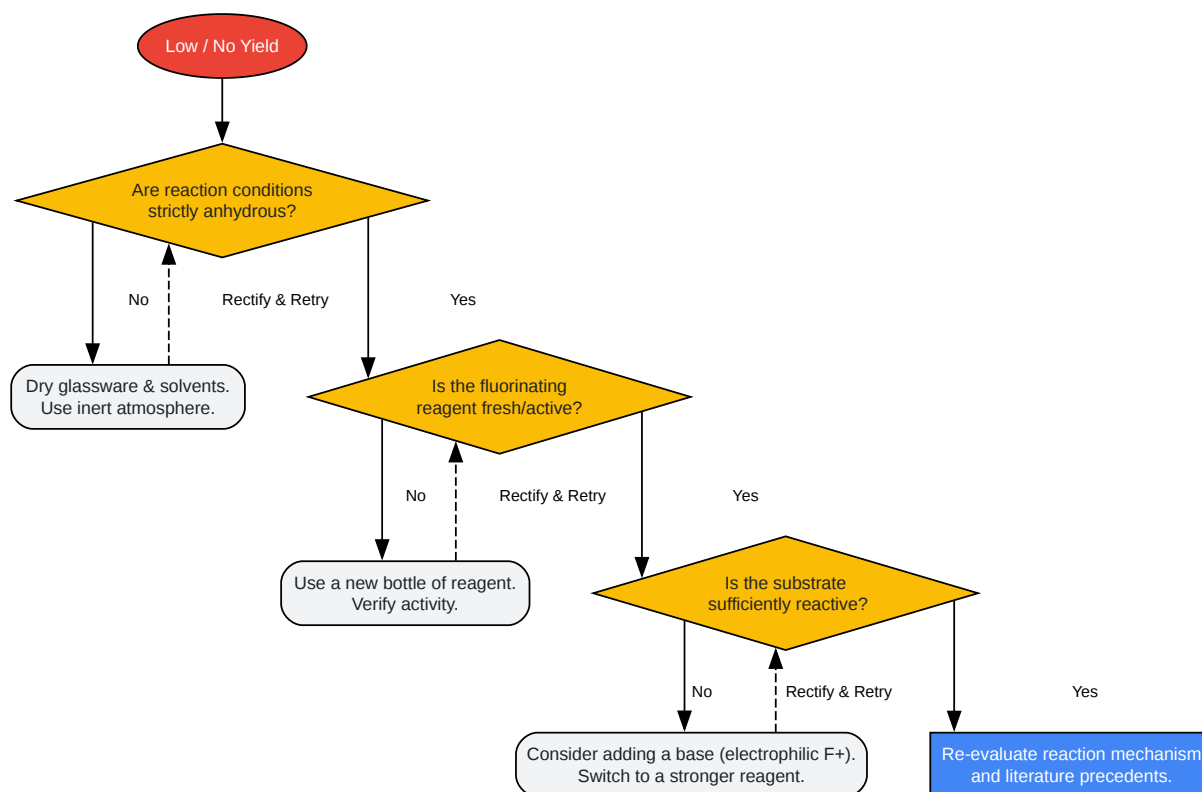 Low / No Yield
Are reaction conditions
strictly anhydrous?
No
Rectify & Retry
Yes
Dry glassware & solvents.
Use inert atmosphere.
Is the fluorinating
reagent fresh/active?
No
Rectify & Retry
Yes
Use a new bottle of reagent.
Verify activity.
Is the substrate
sufficiently reactive?
No
Rectify & Retry
Yes
Consider adding a base (electrophilic F+).
Switch to a stronger reagent.
Re-evaluate reaction mechanism
and literature precedents.